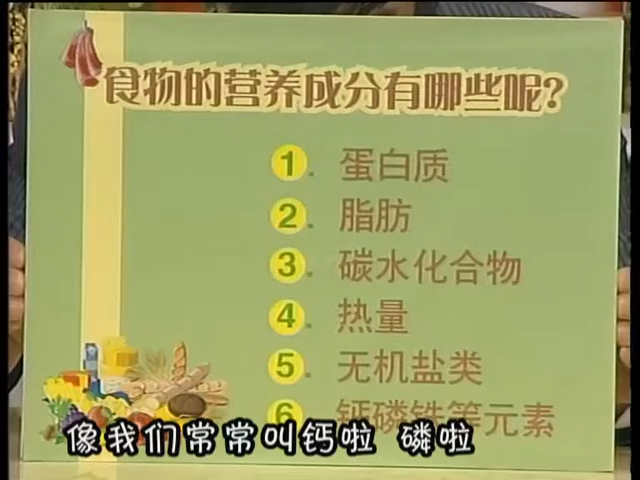 食物的营养成分有哪些呢?
1. 蛋白质
2. 脂肪
3. 碳水化合物
4. 热量
5. 无机盐类
6 钙磷铁等元素
像我们常常叫钙啦 磷啦